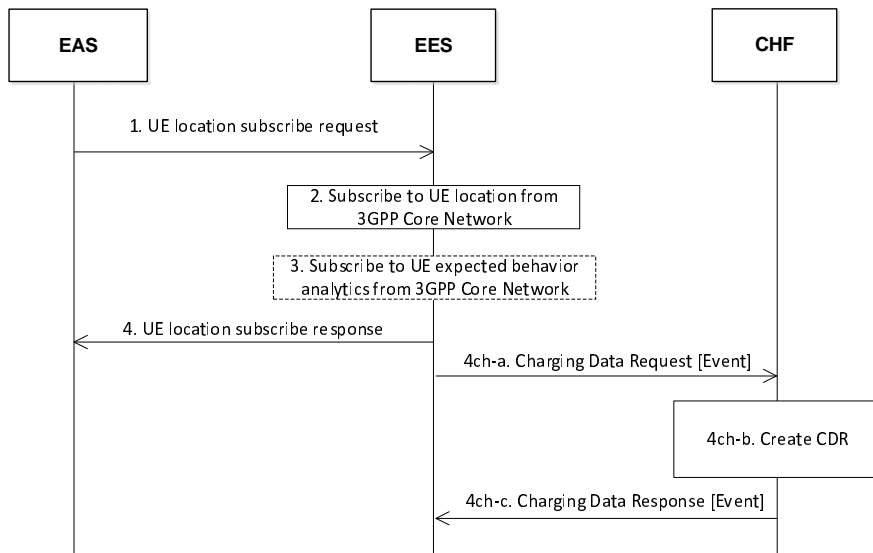 EAS
EES
CHF
1. UE location subscribe request
2. Subscribe to UE location from
3GPP Core Network
3. Subscribe to UE expected behavior
analytics from 3GPP Core Network
4. UE location subscribe response
4ch-a. Charging Data Request [Event]
4ch-b. Create CDR
4ch-c. Charging Data Response [Event]